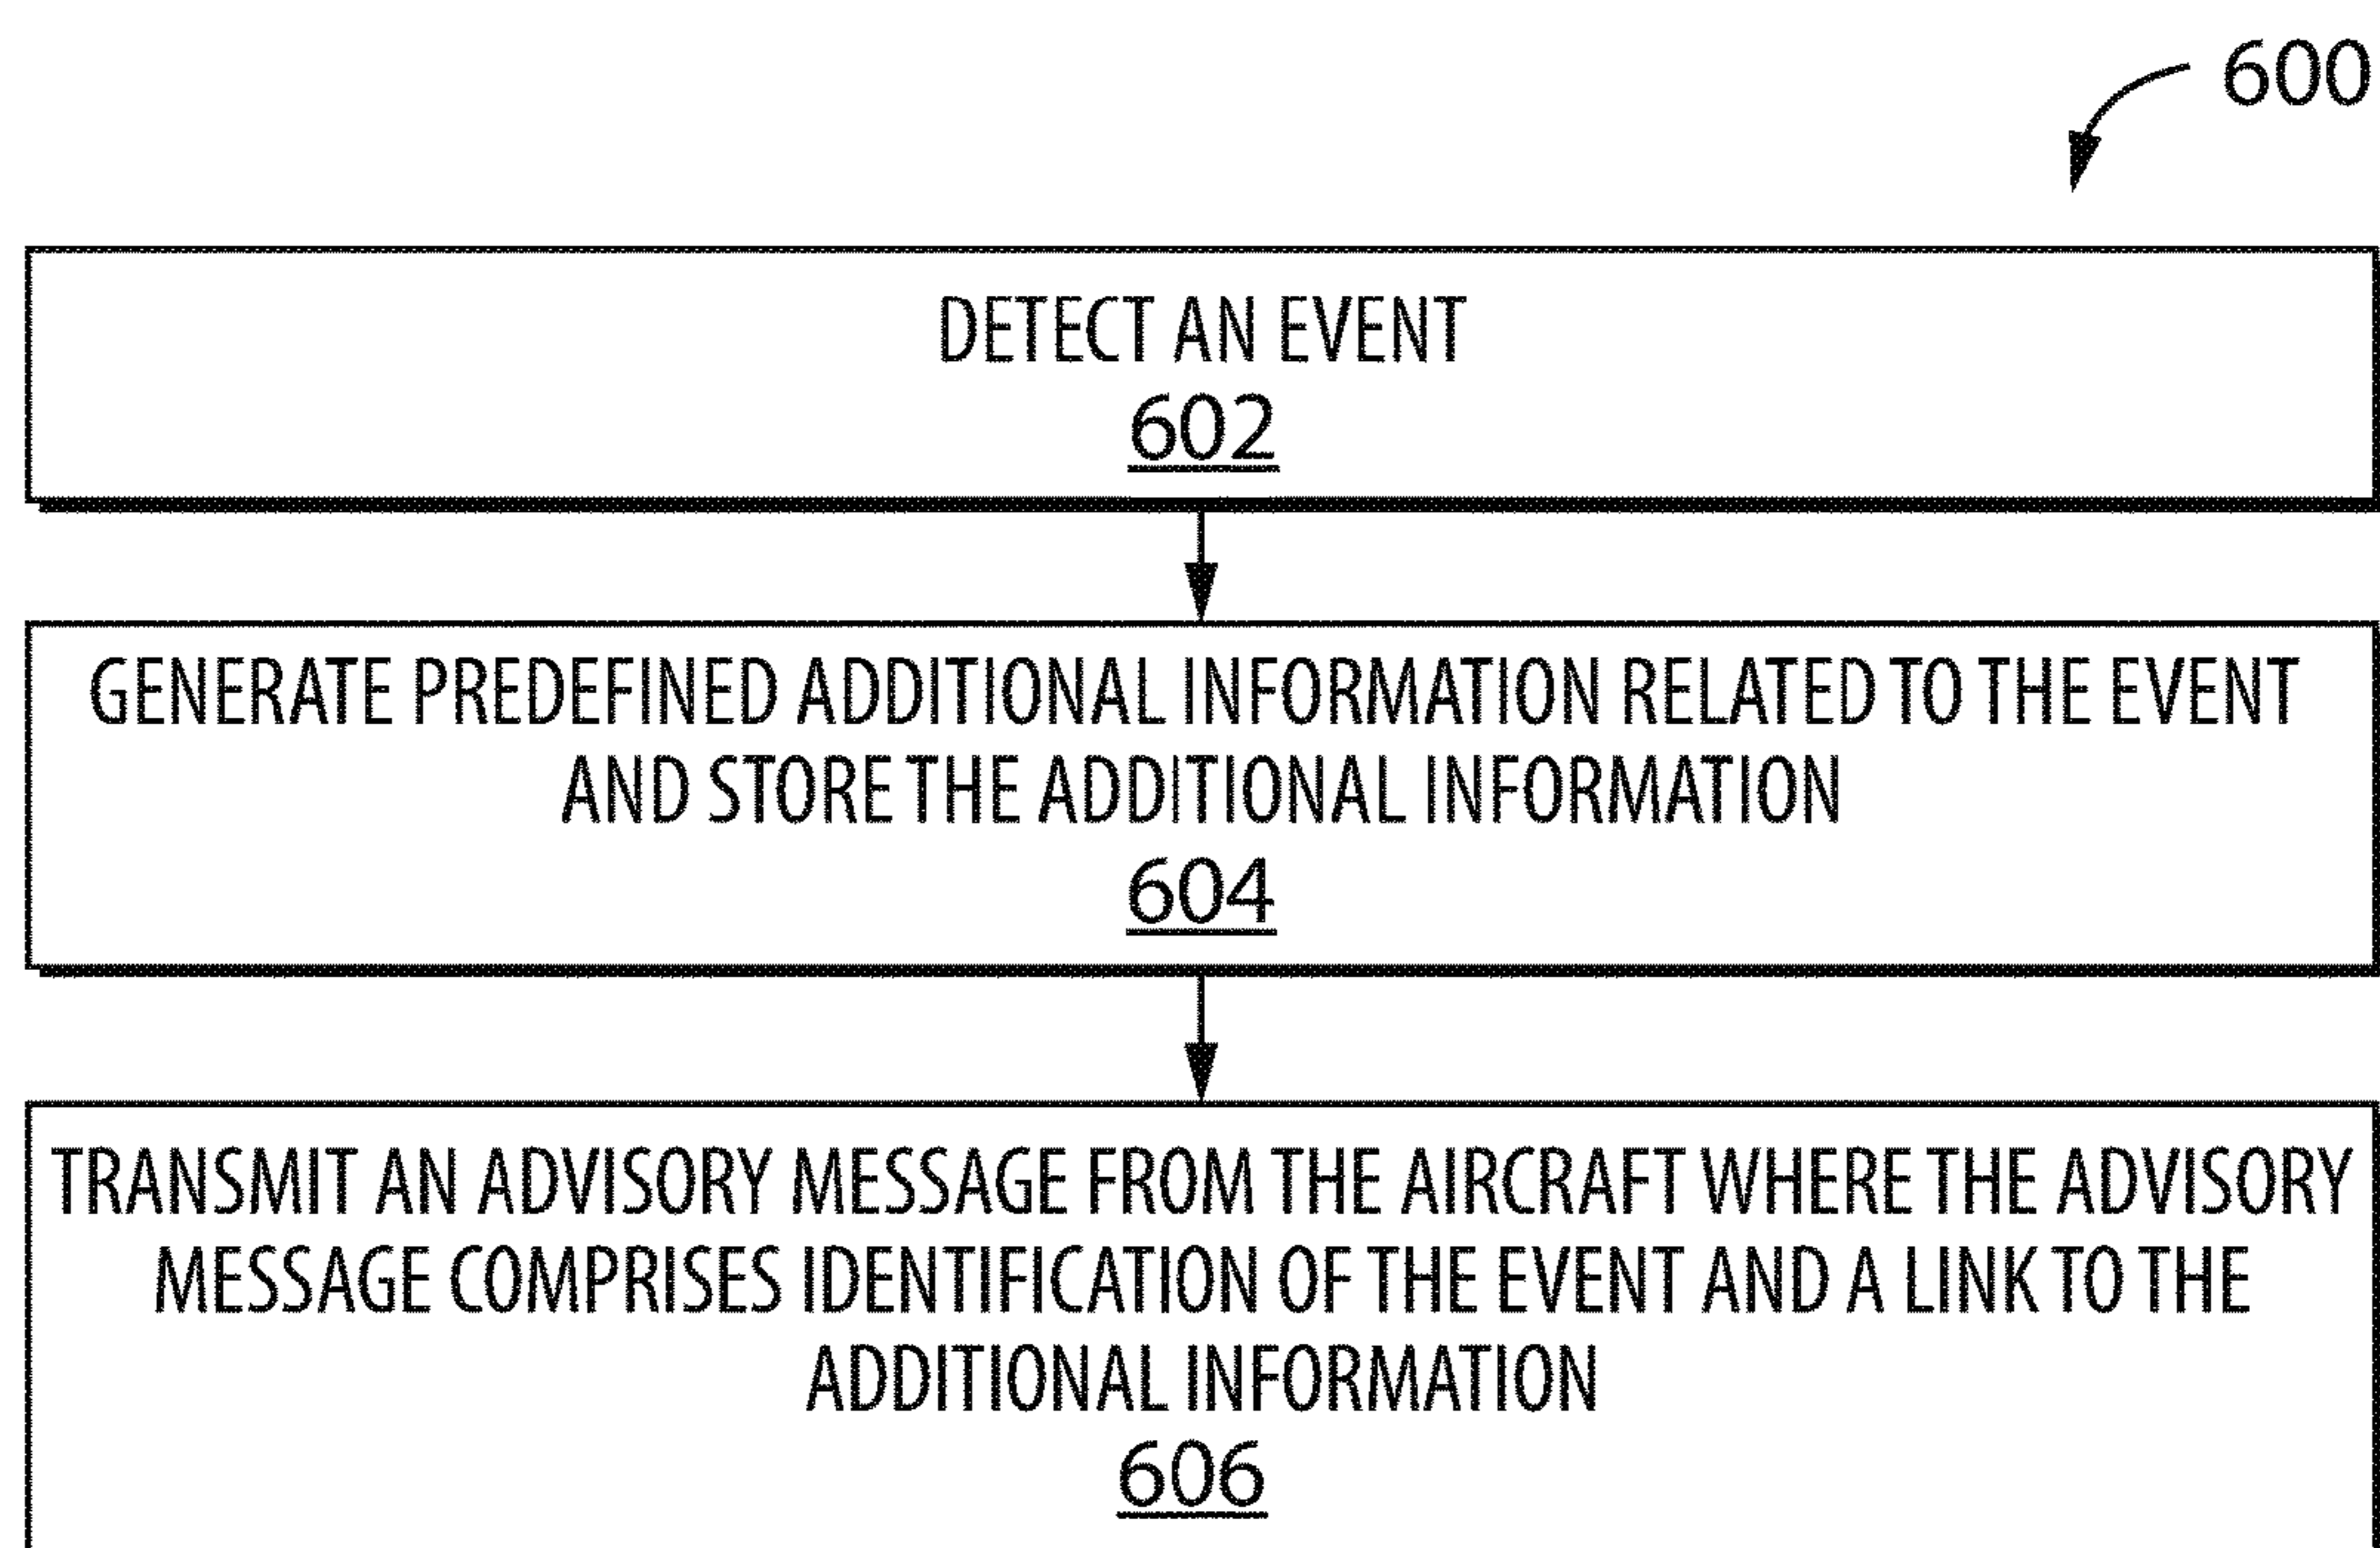 600
DETECT AN EVENT
602
GENERATE PREDEFINED ADDITIONAL INFORMATION RELATED TO THE EVENT
AND STORE THE ADDITIONAL INFORMATION
604
TRANSMIT AN ADVISORY MESSAGE FROM THE AIRCRAFT WHERE THE ADVISORY
MESSAGE COMPRISES IDENTIFICATION OF THE EVENT AND A LINK TO THE
ADDITIONAL INFORMATION
606